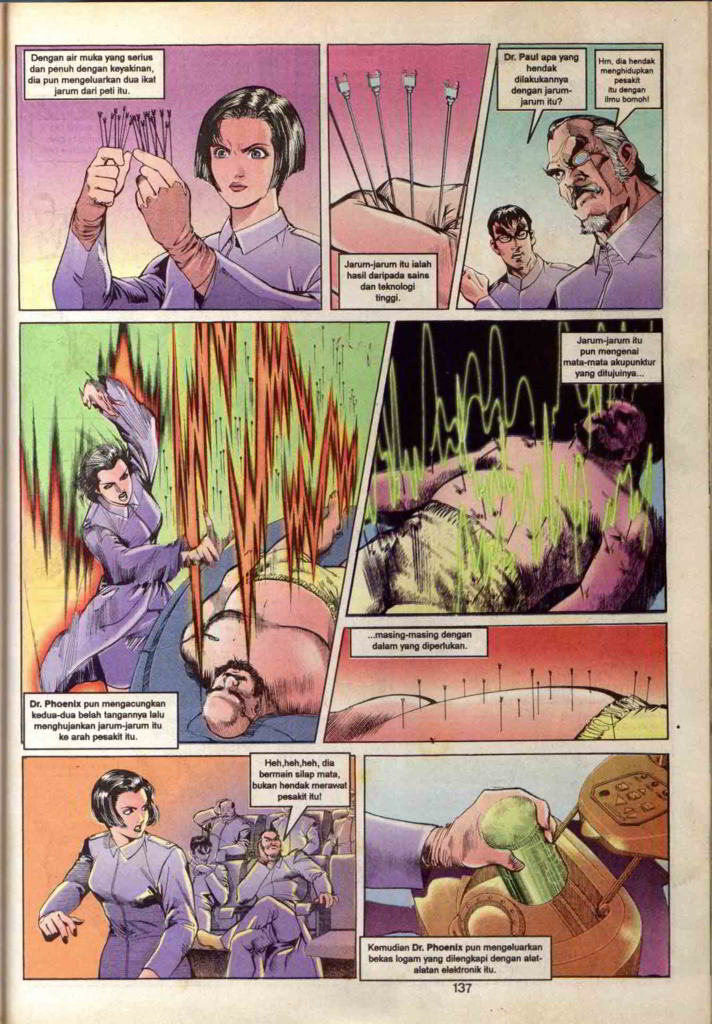 Dengan air muka yang serius
dan penuh dengan keyakinan,
dia pun mengeluarkan dua ikat
jarum dari peti itu.
Jarum-jarum itu ialah
hasil daripada sains
dan teknologi
tinggi.
Dr. Paul apa yang
hendak
dilakukannya
dengan jarum-
jarum itu?
Hm, dia hendak
menghidupkan
pesakit
itu dengan
ilmu bomoh!
Dr. Phoenix pun mengacungkan
kedua-dua belah tangannya lalu
menghujankan jarum-jarum itu
ke arah pesakit itu.
Jarum-jarum itu
pun mengenai
mata-mata akupunktur
yang ditujuinya...
...masing-masing dengan
dalam yang diperlukan.
Heh,heh,heh, dia
bermain silap mata,
bukan hendak merawat
pesakit itu!
Kemudian Dr. Phoenix pun mengeluarkan
bekas logam yang dilengkapi dengan alat-
alatan elektronik itu.
137